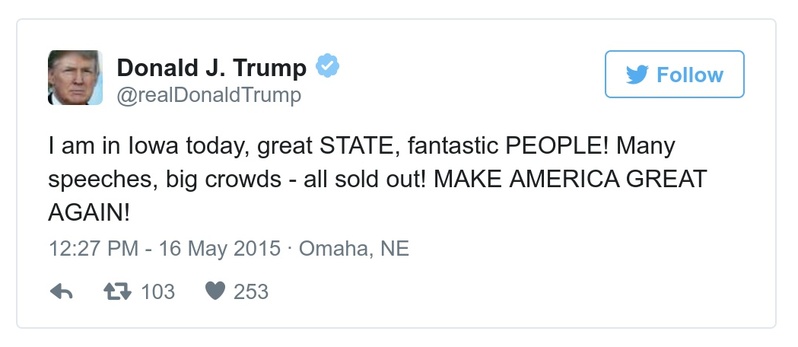 Donald J. Trump
@realDonaldTrump
Follow
I am in Iowa today, great STATE, fantastic PEOPLE! Many
speeches, big crowds - all sold out! MAKE AMERICA GREAT
AGAIN!
12:27 PM - 16 May 2015 · Omaha, NE
103 253